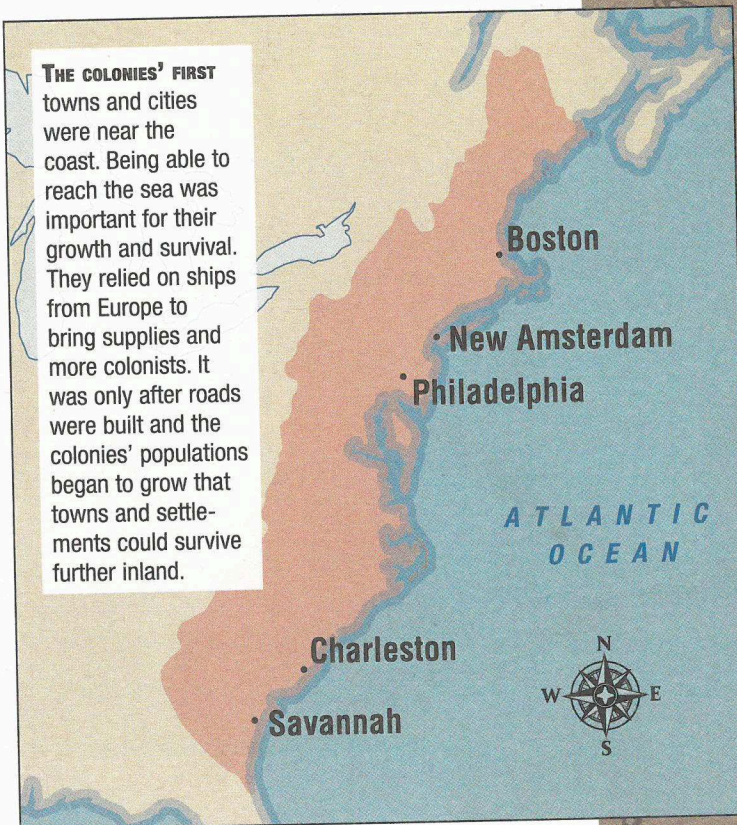 THE COLONIES' FIRST
towns and cities
were near the
coast. Being able to
reach the sea was
important for their
growth and survival.
They relied on ships
from Europe to
bring supplies and
more colonists. It
was only after roads
were built and the
colonies' populations
began to grow that
towns and settle-
ments could survive
further inland.
Boston
New Amsterdam
Philadelphia
ATLANTIC
OCEAN
Charleston
Savannah
N
W E
S